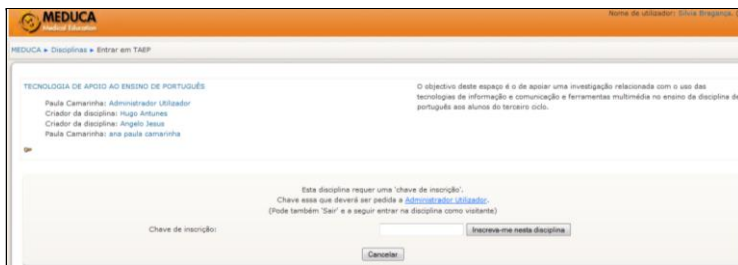 MEDUCA
Medical Education
Nome de utilizador: Sílvia Bragança. (
MEDUCA ► Disciplinas ► Entrar em TAEP
TECNOLOGIA DE APOIO AO ENSINO DE PORTUGUÊS
Paula Camarinha: Administrador Utilizador
Criador da disciplina: Hugo Antunes
Criador da disciplina: Angelo Jesus
Paula Camarinha: ana paula camarinha
O objectivo deste espaço é o de apoiar uma investigação relacionada com o uso das
tecnologias de informação e comunicação e ferramentas multimédia no ensino da disciplina de
português aos alunos do terceiro ciclo.
Esta disciplina requer uma 'chave de inscrição'.
Chave essa que deverá ser pedida a Administrador Utilizador.
(Pode também 'Sair' e a seguir entrar na disciplina como visitante)
Chave de inscrição:
Inscreva-me nesta disciplina
Cancelar